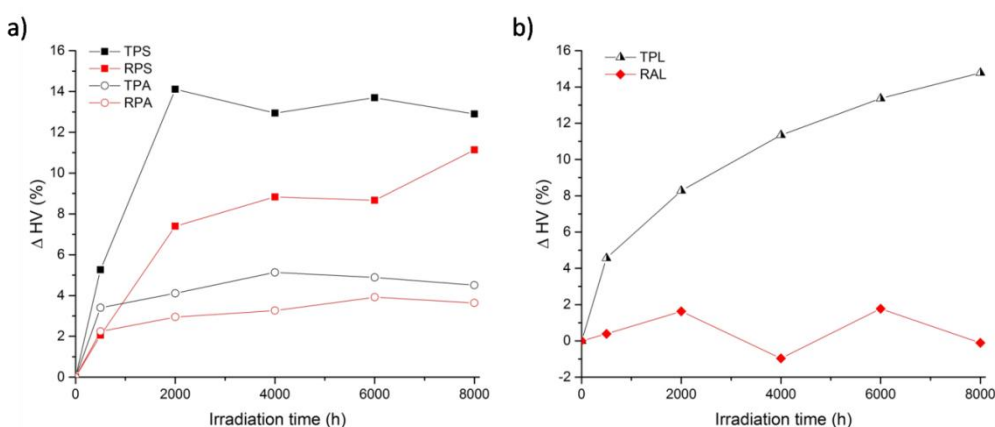 a)
TPS
RPS
TPA
RPA
16
14
12
10
8
6
4
2
0
Δ HV (%)
0 2000 4000 6000 8000
Irradiation time (h)
b)
TPL
RAL
16
14
12
10
8
6
4
2
0
-2
Δ HV (%)
0 2000 4000 6000 8000
Irradiation time (h)